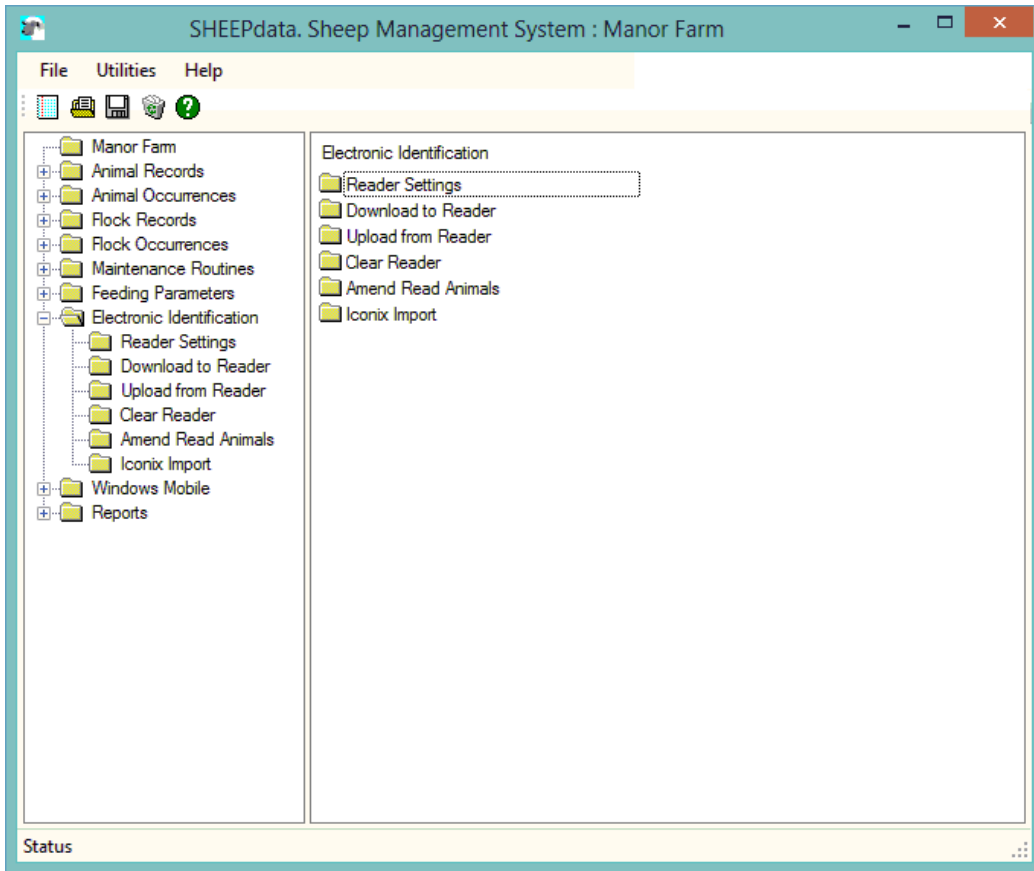 SHEEPdata. Sheep Management System : Manor Farm
File Utilities Help
Manor Farm
Animal Records
Animal Occurrences
Flock Records
Flock Occurrences
Maintenance Routines
Feeding Parameters
Electronic Identification
Reader Settings
Download to Reader
Upload from Reader
Clear Reader
Amend Read Animals
Iconix Import
Windows Mobile
Reports
Electronic Identification
Reader Settings
Download to Reader
Upload from Reader
Clear Reader
Amend Read Animals
Iconix Import
Status